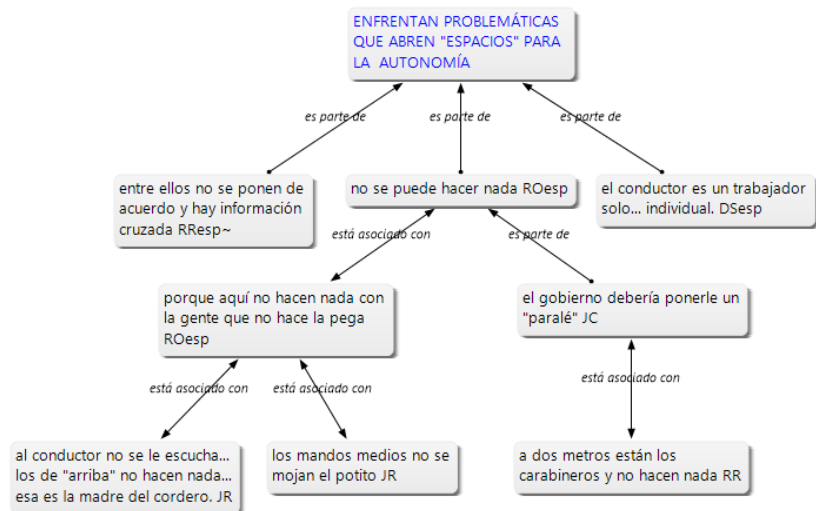 ENFRENTAN PROBLEMÁTICAS
QUE ABREN "ESPACIOS" PARA
LA AUTONOMÍA
es parte de
es parte de
es parte de
entre ellos no se ponen de
acuerdo y hay información
cruzada RResp~
no se puede hacer nada ROesp
el conductor es un trabajador
solo... individual. DSesp
está asociado con
es parte de
porque aquí no hacen nada con
la gente que no hace la pega
ROesp
el gobierno debería ponerle un
"paralé" JC
está asociado con
está asociado con
está asociado con
al conductor no se le escucha...
los de "arriba" no hacen nada...
esa es la madre del cordero. JR
los mandos medios no se
mojan el potito JR
a dos metros están los
carabineros y no hacen nada RR